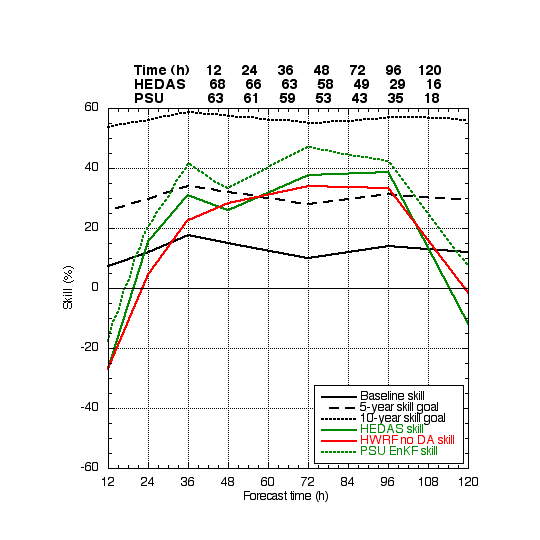 Time (h) 12 24 36 48 72 96 120
HEDAS 68 66 63 58 49 29 16
PSU 63 61 59 53 43 35 18
60
40
20
0
-20
-40
-60
Skill (%)
Baseline skill
5-year skill goal
10-year skill goal
HEDAS skill
HWRF no DA skill
PSU EnKF skill
12 24 36 48 60 72 84 96 108 120
Forecast time (h)